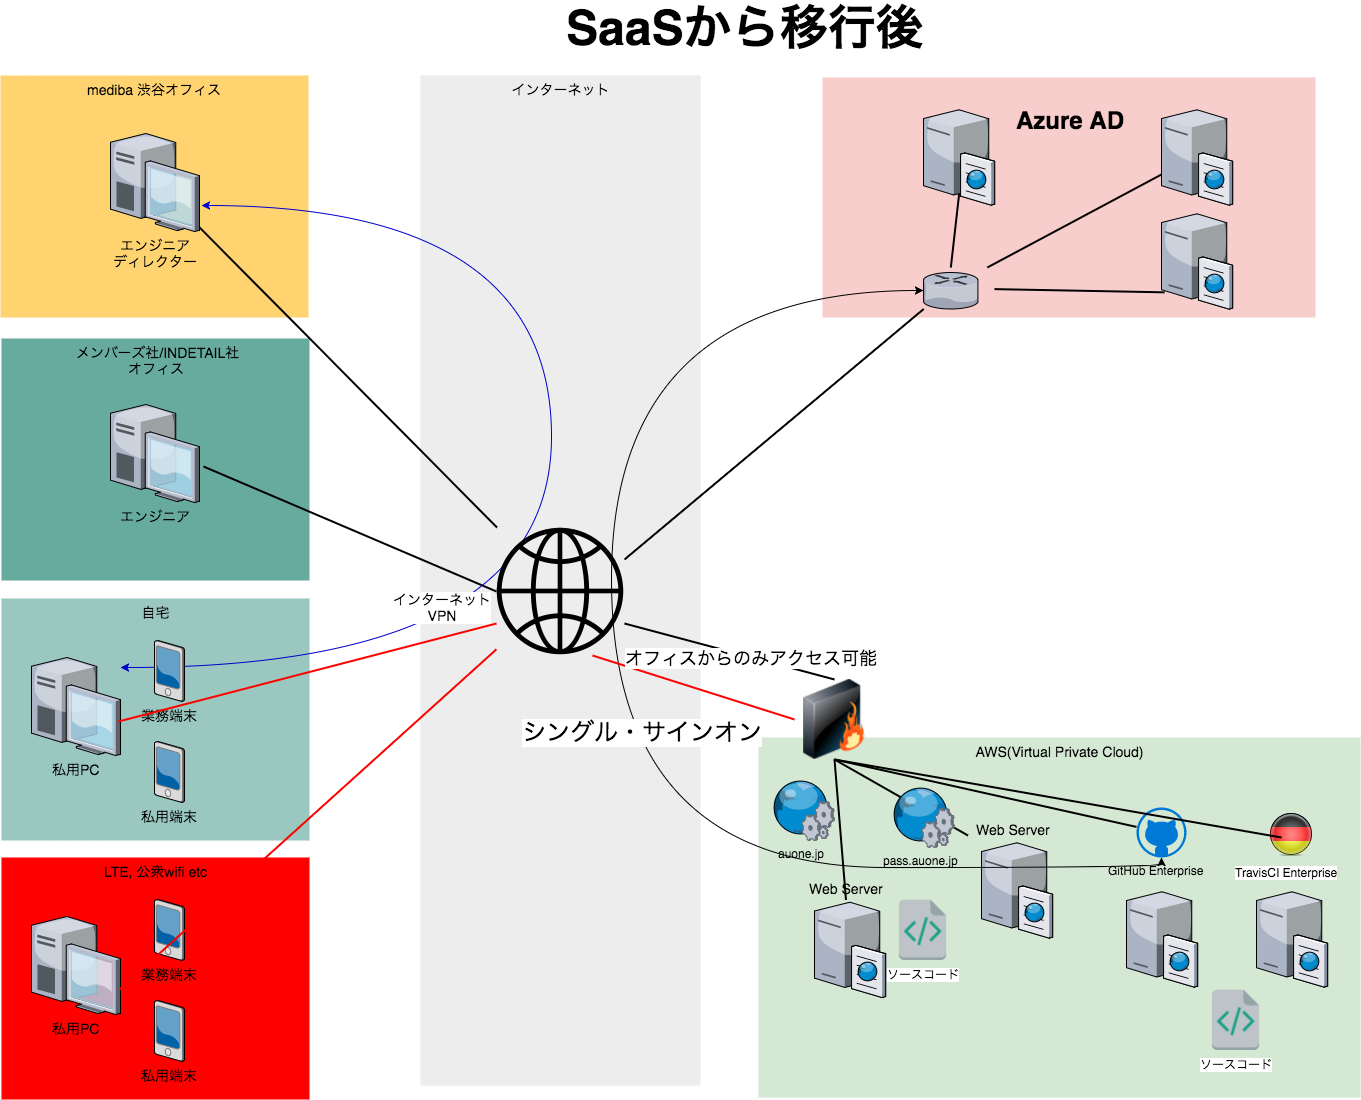 SaaSから移行後
mediba 渋谷オフィス
エンジニア
ディレクター
メンバーズ社/INDETAIL社
オフィス
エンジニア
自宅
業務端末
私用PC
私用端末
LTE, 公衆wifi etc
業務端末
私用PC
私用端末
インターネット
インターネット
VPN
オフィスからのみアクセス可能
シングル・サインオン
Azure AD
AWS(Virtual Private Cloud)
auone.jp
pass.auone.jp
Web Server
GitHub Enterprise
TravisCI Enterprise
Web Server
ソースコード
ソースコード